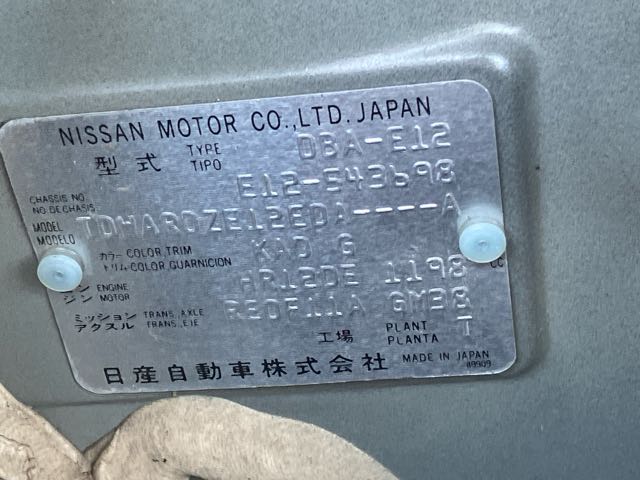 NISSAN MOTOR CO.,LTD. JAPAN
型式 TYPE TIPO DBA-E12
CHASSIS NO. NO.DE CHASIS E12-543698
MODEL MODELO TDMARDZE12EDA----A
カラー COLOR,TRIM トリム COLOR,GUARNICION KAD G
ン ENGINE ジン MOTOR HR12DE 1198 CC
ミッション TRANS.,AXLE アクスル TRANS.,EJE RE0F11A GM38
工場 PLANT PLANTA T
日産自動車株式会社 MADE IN JAPAN